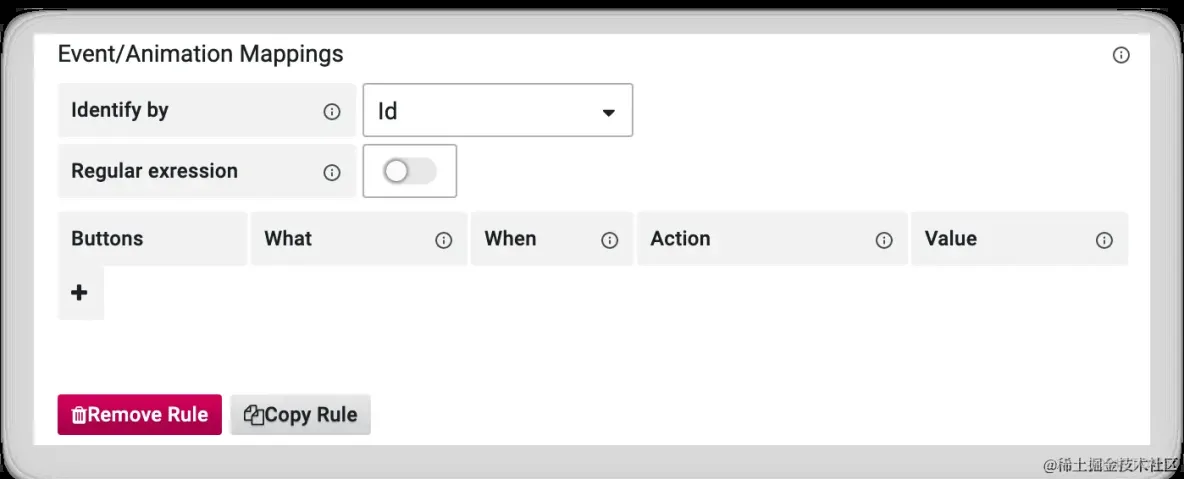 Event/Animation Mappings
Identify by Id
Regular exression
Buttons What When Action Value
Remove Rule Copy Rule
@稀土掘金技术社区